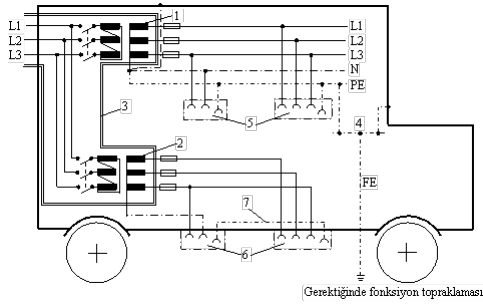 L1
L2
L3
1
L1
L2
L3
N
PE
3
5
4
2
FE
7
6
Gerektiğinde fonksiyon topraklaması